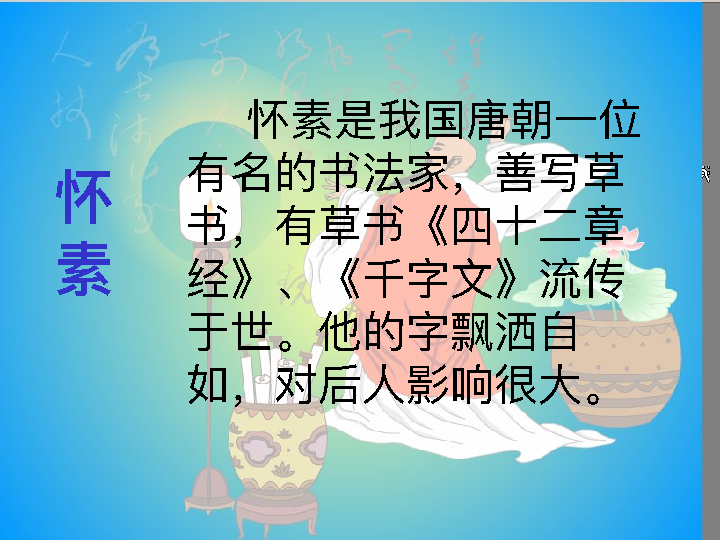 怀素
怀素是我国唐朝一位
有名的书法家，善写草
书，有草书《四十二章
经》、《千字文》流传
于世。他的字飘洒自
如，对后人影响很大。